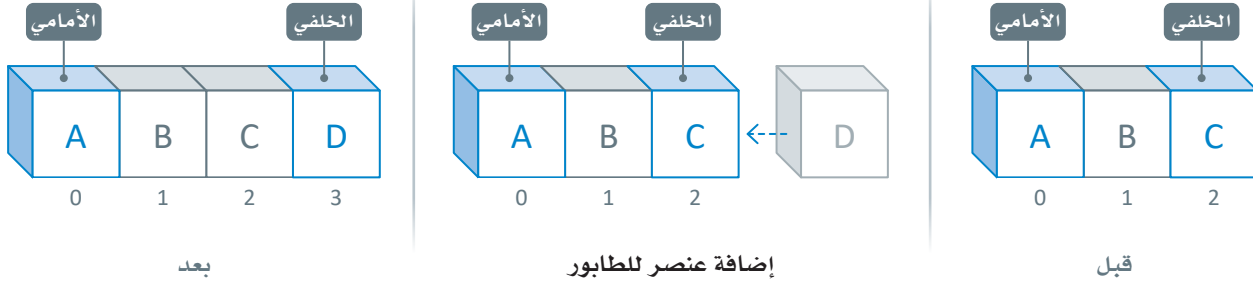 الأمامي
الخلفي
A B C
0 1 2
قبل
الأمامي
الخلفي
A B C D
0 1 2
إضافة عنصر للطابور
الأمامي
الخلفي
A B C D
0 1 2 3
بعد